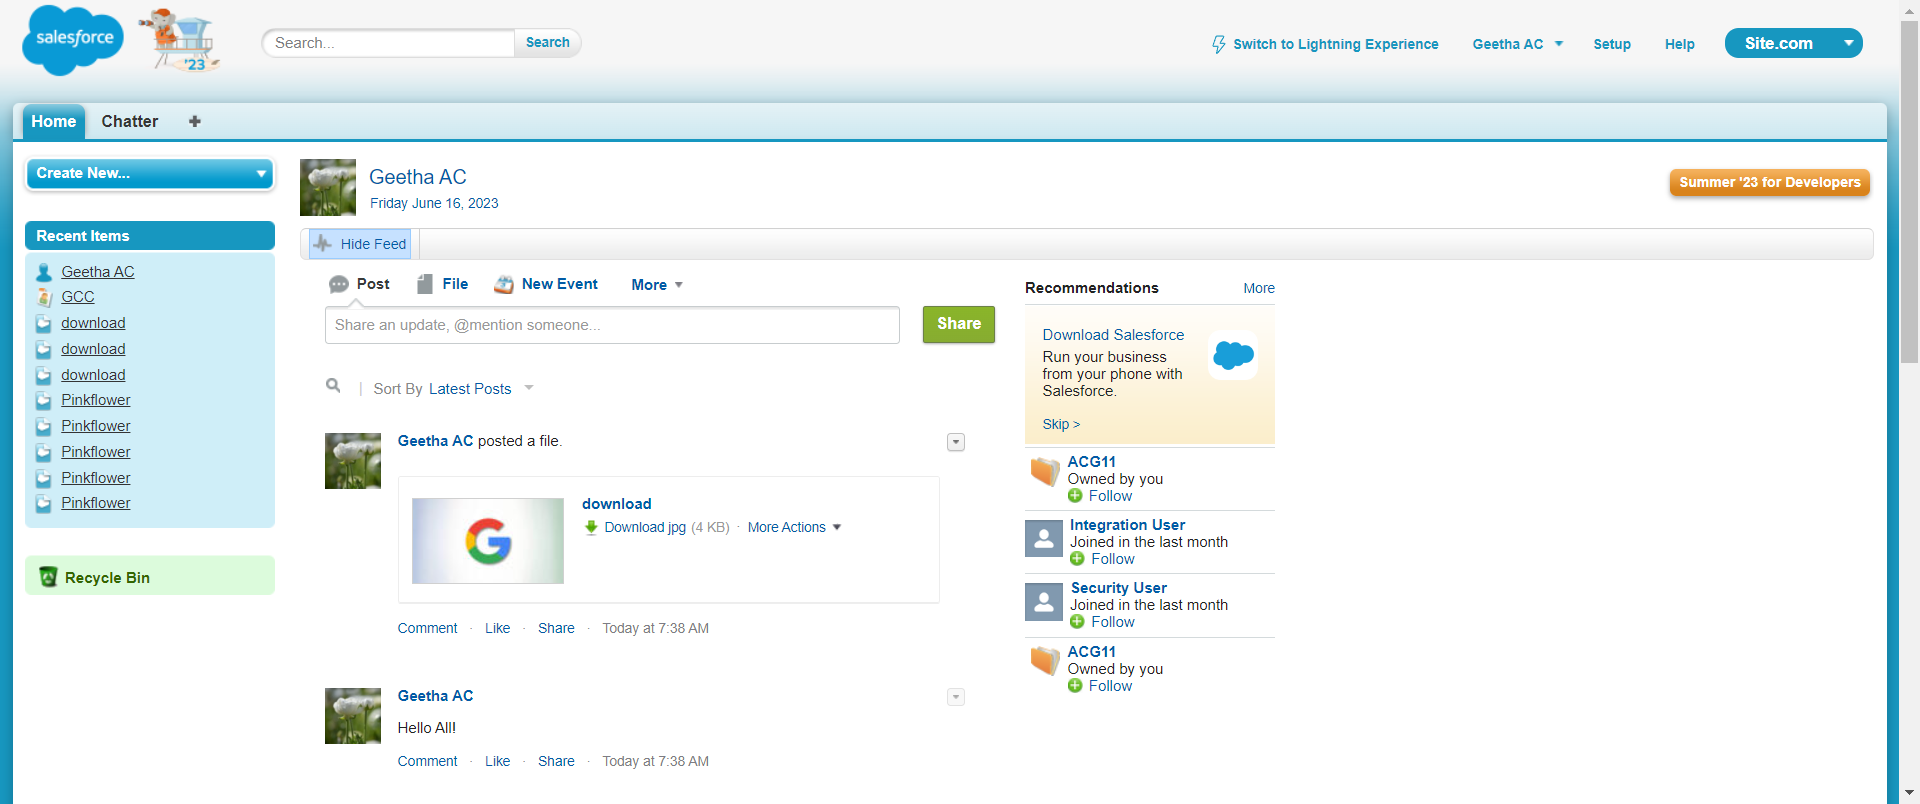 salesforce
'23
Search...
Search
Switch to Lightning Experience
Geetha AC
Setup
Help
Site.com
Home
Chatter
Create New...
Recent Items
Geetha AC
GCC
download
download
download
Pinkflower
Pinkflower
Pinkflower
Pinkflower
Pinkflower
Recycle Bin
Geetha AC
Friday June 16, 2023
Summer '23 for Developers
Hide Feed
Post
File
New Event
More
Share an update, @mention someone...
Share
| Sort By Latest Posts
Geetha AC posted a file.
download
Download jpg (4 KB) · More Actions
Comment · Like · Share · Today at 7:38 AM
Geetha AC
Hello All!
Comment · Like · Share · Today at 7:38 AM
Recommendations
More
Download Salesforce
Run your business
from your phone with
Salesforce.
Skip >
ACG11
Owned by you
Follow
Integration User
Joined in the last month
Follow
Security User
Joined in the last month
Follow
ACG11
Owned by you
Follow